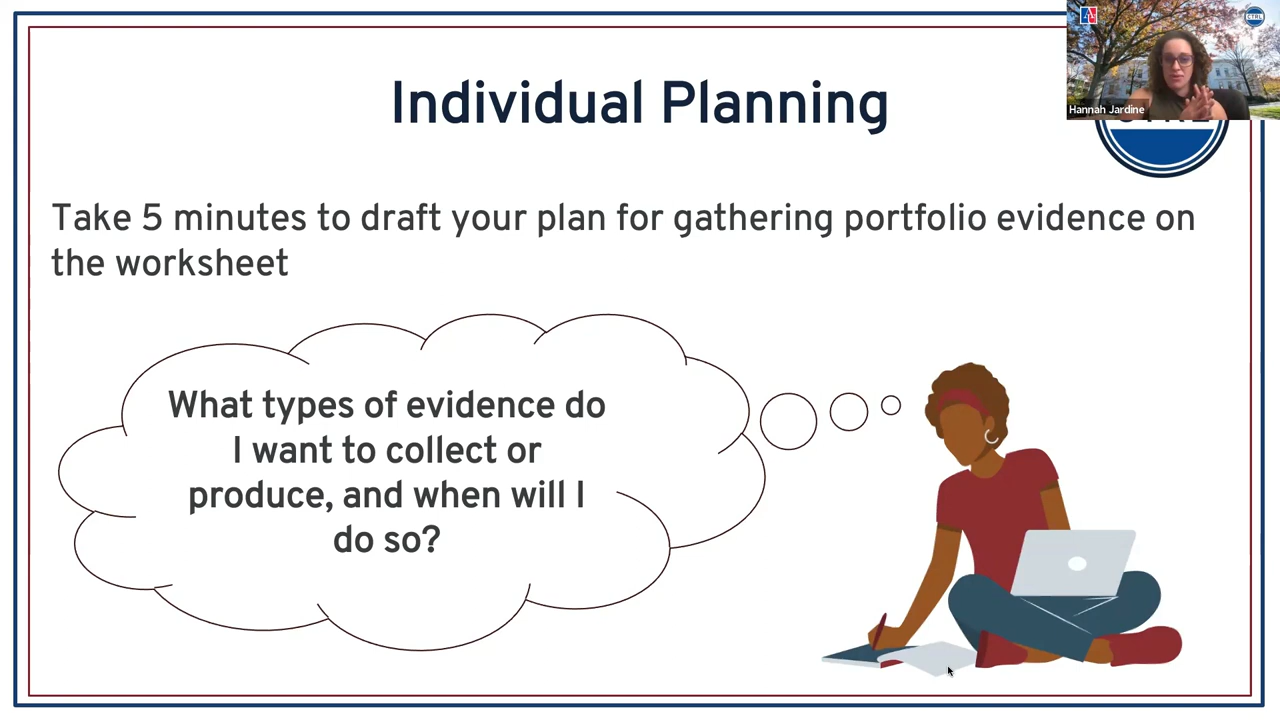 Individual Planning
Hannah Jardine
Take 5 minutes to draft your plan for gathering portfolio evidence on
the worksheet
What types of evidence do
I want to collect or
produce, and when will I
do so?